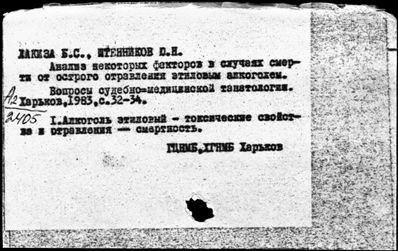 ЛАКИЗА Б.С., ШТЕННИКОВ О.Н.
Анализ некоторых факторов в случаях смер-
ти от острого отравления этиловым алкоголем.
Вопросы судебно-медицинской танатологии.
Харьков,1983,с.32-34.
А2
2405
I.Алкоголь этиловый - токсические свойст-
ва и отравления — смертность.
ГЦНМБ,ХГНМБ Харьков